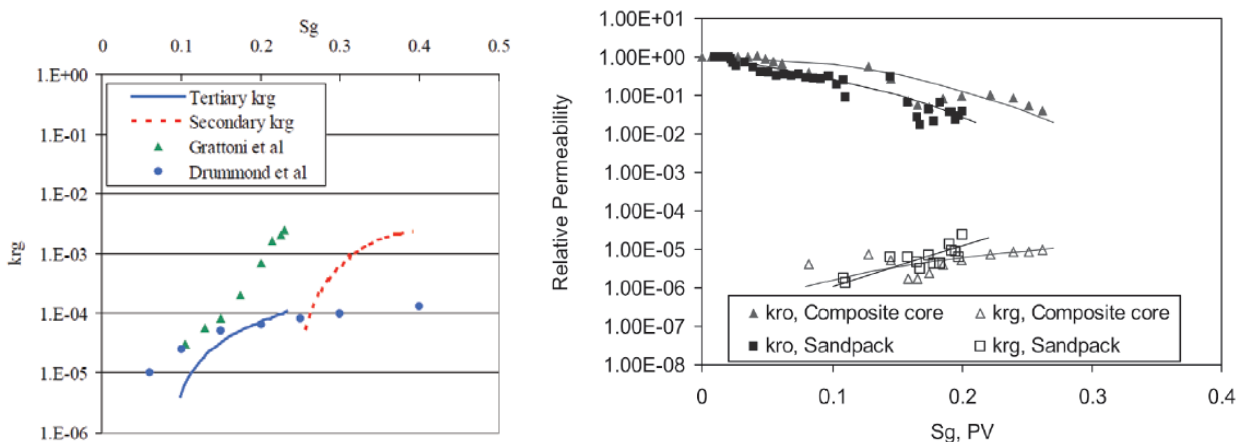 Sg
0.0 0.1 0.2 0.3 0.4 0.5
1.E+00
1.E-01
1.E-02
1.E-03
1.E-04
1.E-05
1.E-06
krg
Tertiary krg
Secondary krg
Grattoni et al
Drummond et al
1.00E+01
1.00E+00
1.00E-01
1.00E-02
1.00E-03
1.00E-04
1.00E-05
1.00E-06
1.00E-07
1.00E-08
Relative Permeability
kro, Composite core krg, Composite core
kro, Sandpack krg, Sandpack
0 0.1 0.2 0.3 0.4
Sg, PV